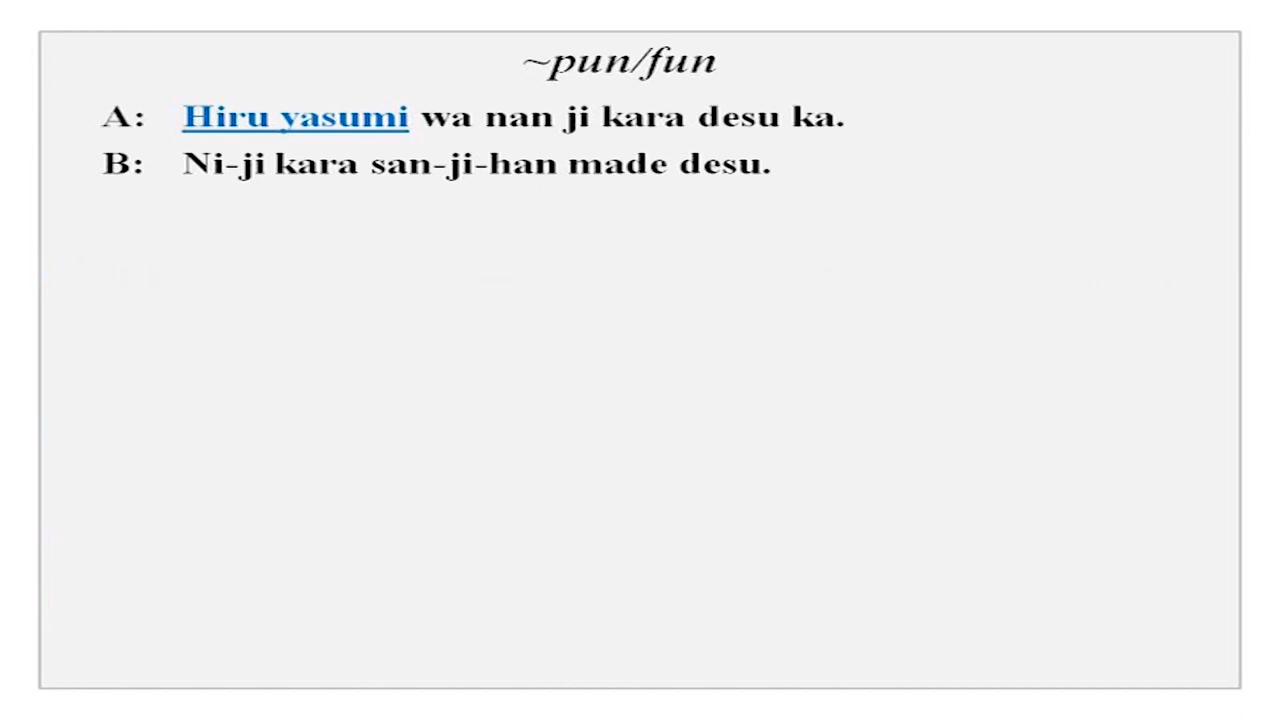 ~pun/fun
A: Hiru yasumi wa nan ji kara desu ka.
B: Ni-ji kara san-ji-han made desu.